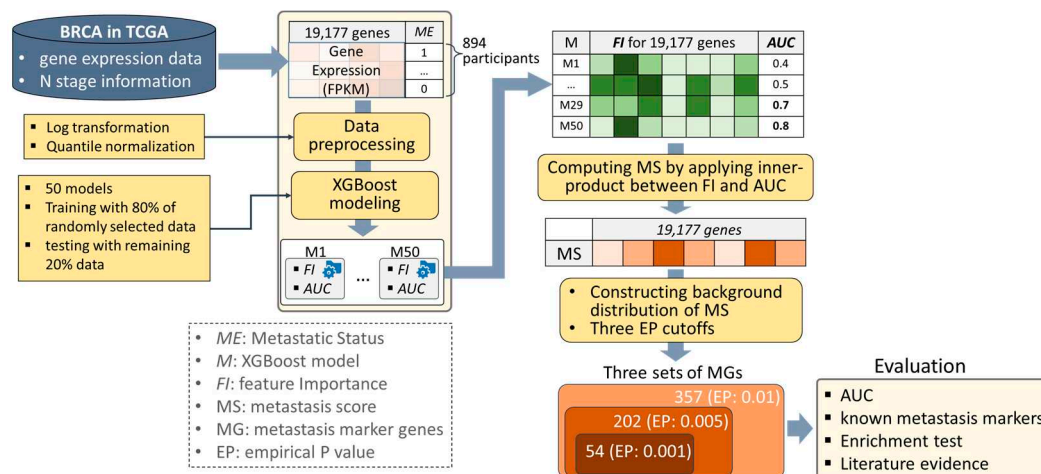 BRCA in TCGA
• gene expression data
• N stage information
19,177 genes
ME
Gene
Expression
(FPKM)
1
...
0
894
participants
▪ Log transformation
▪ Quantile normalization
Data
preprocessing
▪ 50 models
▪ Training with 80% of
randomly selected data
▪ testing with remaining
20% data
XGBoost
modeling
M1
▪ FI
▪ AUC
...
M50
▪ FI
▪ AUC
• ME: Metastatic Status
• M: XGBoost model
• FI: feature Importance
• MS: metastasis score
• MG: metastasis marker genes
• EP: empirical P value
M FI for 19,177 genes AUC
M1 0.4
... 0.5
M29 0.7
M50 0.8
Computing MS by applying inner-
product between FI and AUC
19,177 genes
MS
• Constructing background
distribution of MS
• Three EP cutoffs
Three sets of MGs
357 (EP: 0.01)
202 (EP: 0.005)
54 (EP: 0.001)
Evaluation
▪ AUC
▪ known metastasis markers
▪ Enrichment test
▪ Literature evidence